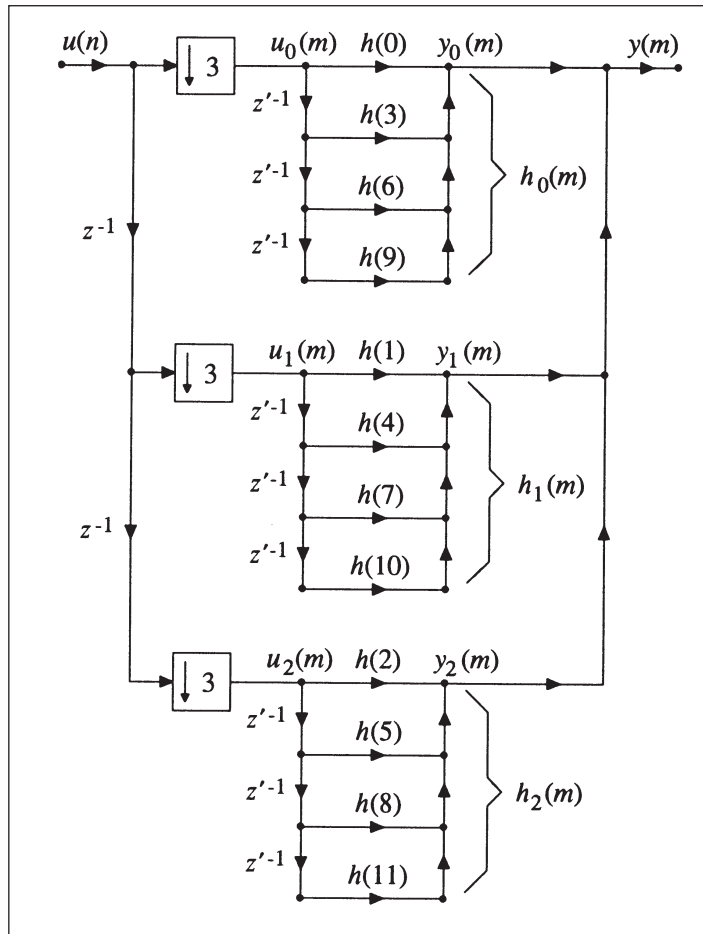 u(n) ↓ 3 u₀(m) h(0) y₀(m) y(m)
z′⁻¹ h(3)
z′⁻¹ h(6) h₀(m)
z⁻¹ z′⁻¹ h(9)
↓ 3 u₁(m) h(1) y₁(m)
z′⁻¹ h(4)
z′⁻¹ h(7) h₁(m)
z⁻¹ z′⁻¹ h(10)
↓ 3 u₂(m) h(2) y₂(m)
z′⁻¹ h(5)
z′⁻¹ h(8) h₂(m)
z′⁻¹ h(11)